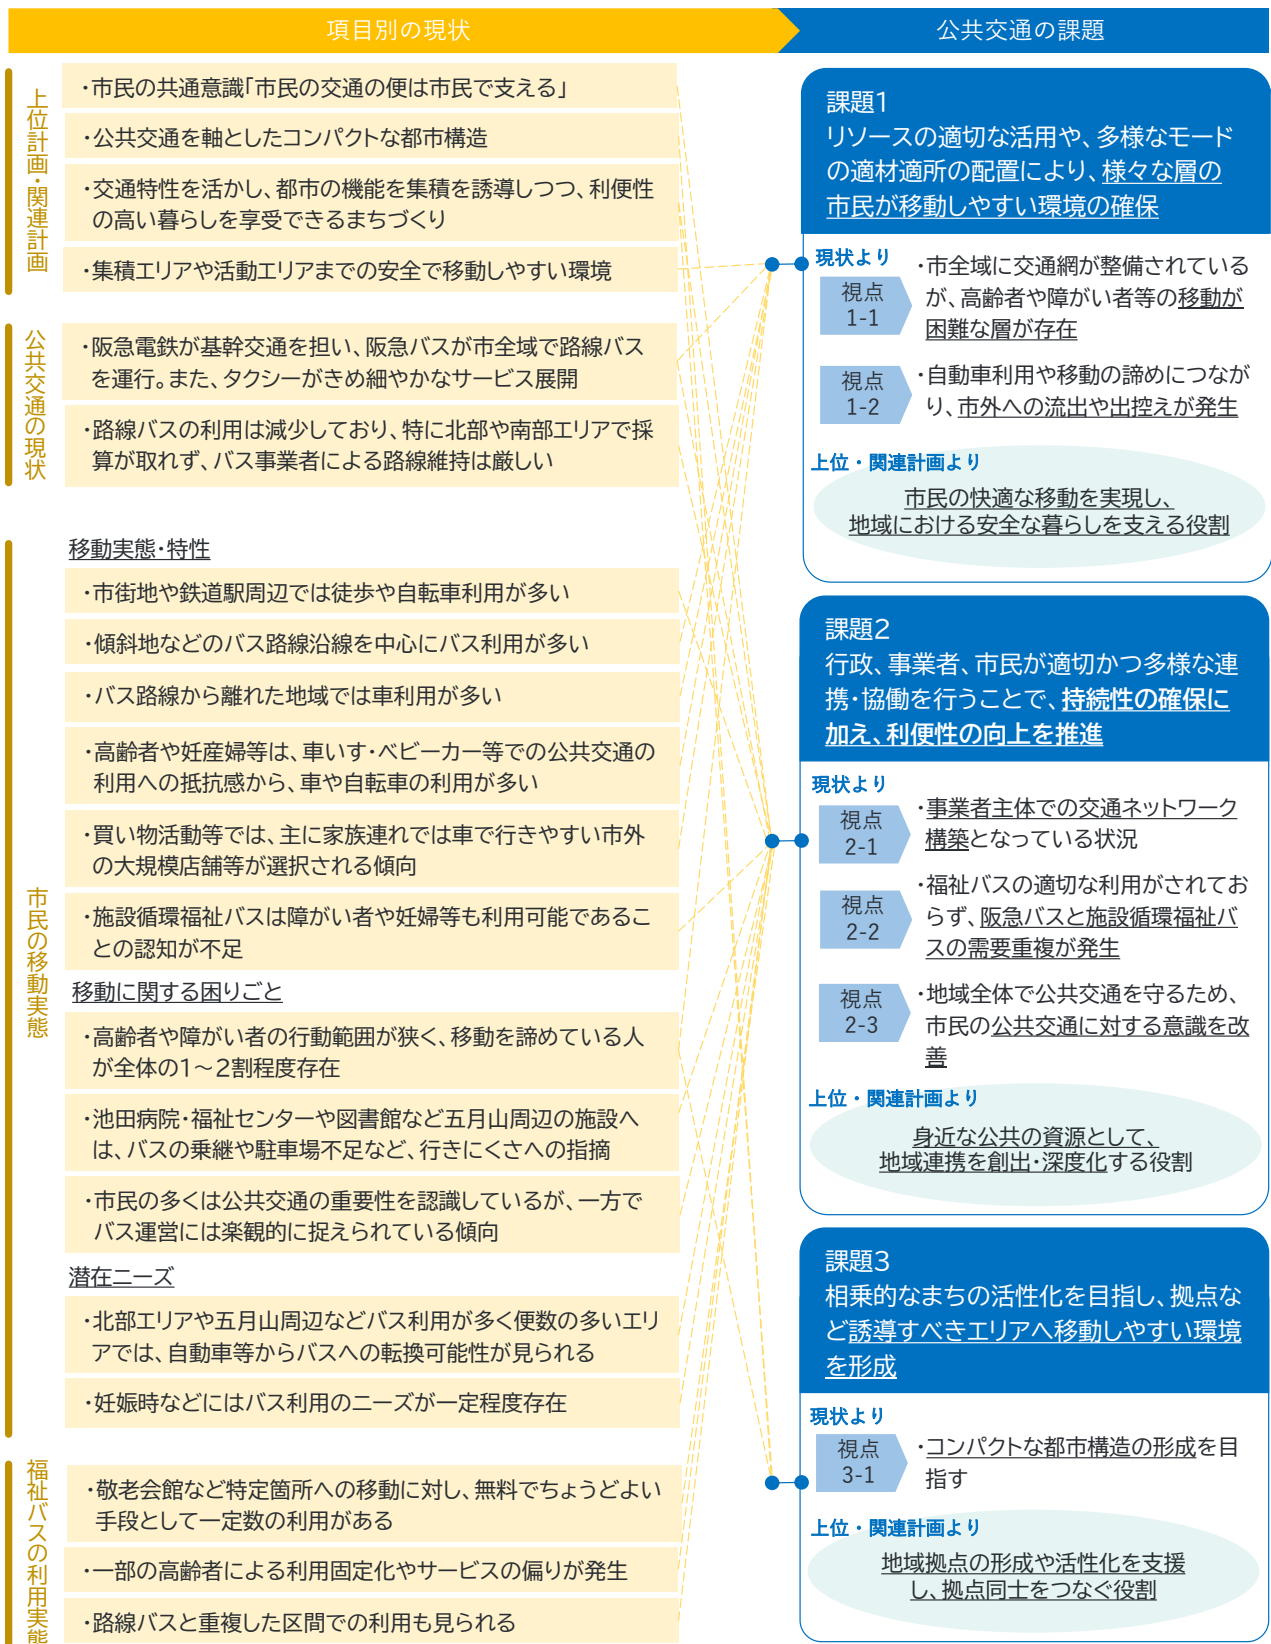 項目別の現状
公共交通の課題
上位計画・関連計画
・市民の共通意識「市民の交通の便は市民で支える」
・公共交通を軸としたコンパクトな都市構造
・交通特性を活かし、都市の機能を集積を誘導しつつ、利便性
の高い暮らしを享受できるまちづくり
・集積エリアや活動エリアまでの安全で移動しやすい環境
公共交通の現状
・阪急電鉄が基幹交通を担い、阪急バスが市全域で路線バス
を運行。また、タクシーがきめ細やかなサービス展開
・路線バスの利用は減少しており、特に北部や南部エリアで採
算が取れず、バス事業者による路線維持は厳しい
市民の移動実態
移動実態・特性
・市街地や鉄道駅周辺では徒歩や自転車利用が多い
・傾斜地などのバス路線沿線を中心にバス利用が多い
・バス路線から離れた地域では車利用が多い
・高齢者や妊産婦等は、車いす・ベビーカー等での公共交通の
利用への抵抗感から、車や自転車の利用が多い
・買い物活動等では、主に家族連れでは車で行きやすい市外
の大規模店舗等が選択される傾向
・施設循環福祉バスは障がい者や妊婦等も利用可能であるこ
との認知が不足
移動に関する困りごと
・高齢者や障がい者の行動範囲が狭く、移動を諦めている人
が全体の1～2割程度存在
・池田病院・福祉センターや図書館など五月山周辺の施設へ
は、バスの乗継や駐車場不足など、行きにくさへの指摘
・市民の多くは公共交通の重要性を認識しているが、一方で
バス運営には楽観的に捉えられている傾向
潜在ニーズ
・北部エリアや五月山周辺などバス利用が多く便数の多いエリ
アでは、自動車等からバスへの転換可能性が見られる
・妊娠時などにはバス利用のニーズが一定程度存在
福祉バスの利用実態
・敬老会館など特定箇所への移動に対し、無料でちょうどよい
手段として一定数の利用がある
・一部の高齢者による利用固定化やサービスの偏りが発生
・路線バスと重複した区間での利用も見られる
課題1
リソースの適切な活用や、多様なモード
の適材適所の配置により、様々な層の
市民が移動しやすい環境の確保
現状より
視点
1-1
・市全域に交通網が整備されている
が、高齢者や障がい者等の移動が
困難な層が存在
視点
1-2
・自動車利用や移動の諦めにつなが
り、市外への流出や出控えが発生
上位・関連計画より
市民の快適な移動を実現し、
地域における安全な暮らしを支える役割
課題2
行政、事業者、市民が適切かつ多様な連
携・協働を行うことで、持続性の確保に
加え、利便性の向上を推進
現状より
視点
2-1
・事業者主体での交通ネットワーク
構築となっている状況
視点
2-2
・福祉バスの適切な利用がされてお
らず、阪急バスと施設循環福祉バ
スの需要重複が発生
視点
2-3
・地域全体で公共交通を守るため、
市民の公共交通に対する意識を改
善
上位・関連計画より
身近な公共の資源として、
地域連携を創出・深度化する役割
課題3
相乗的なまちの活性化を目指し、拠点な
ど誘導すべきエリアへ移動しやすい環境
を形成
現状より
視点
3-1
・コンパクトな都市構造の形成を目
指す
上位・関連計画より
地域拠点の形成や活性化を支援
し、拠点同士をつなぐ役割